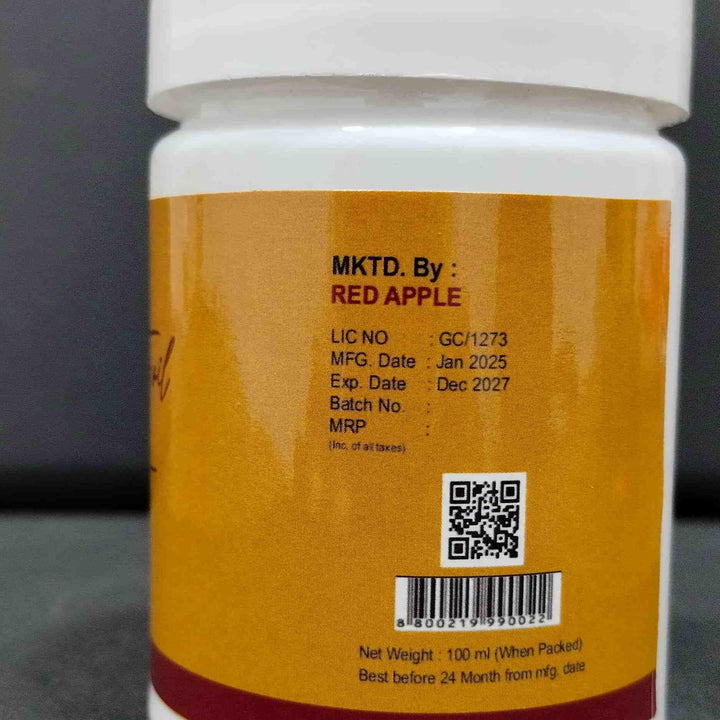 MKTD. By :
RED APPLE
LIC NO : GC/1273
MFG. Date : Jan 2025
Exp. Date : Dec 2027
Batch No. :
MRP :
(Inc. of all taxes)
8 800219 990022
Net Weight : 100 ml (When Packed)
Best before 24 Month from mfg. date